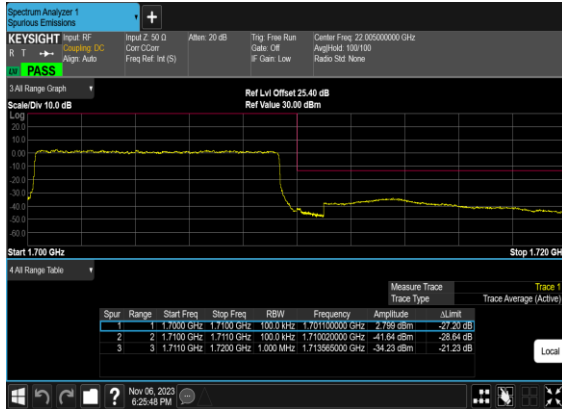 Spectrum Analyzer 1
Spurious Emissions
+
KEYSIGHT Input: RF Input Z: 50 Ω Atten: 20 dB Trig: Free Run Center Freq: 22.005000000 GHz
R T Coupling: DC Corr CCorr Gate: Off Avg|Hold: 100/100
Align: Auto Freq Ref: Int (S) IF Gain: Low Radio Std: None
PASS
3 All Range Graph
Ref Lvl Offset 25.40 dB
Scale/Div 10.0 dB Ref Value 30.00 dBm
Log
20.0
10.0
0.00
-10.0
-20.0
-30.0
-40.0
-50.0
-60.0
Start 1.700 GHz Stop 1.720 GH
4 All Range Table
Measure Trace Trace 1
Trace Type Trace Average (Active)
Spur Range Start Freq Stop Freq RBW Frequency Amplitude ΔLimit
1 1 1.7000 GHz 1.7100 GHz 100.0 kHz 1.701100000 GHz 2.799 dBm -27.20 dB
2 2 1.7100 GHz 1.7110 GHz 100.0 kHz 1.710020000 GHz -41.64 dBm -28.64 dB
3 3 1.7110 GHz 1.7200 GHz 1.000 MHz 1.713565000 GHz -34.23 dBm -21.23 dB
Local
? Nov 06, 2023
6:25:48 PM